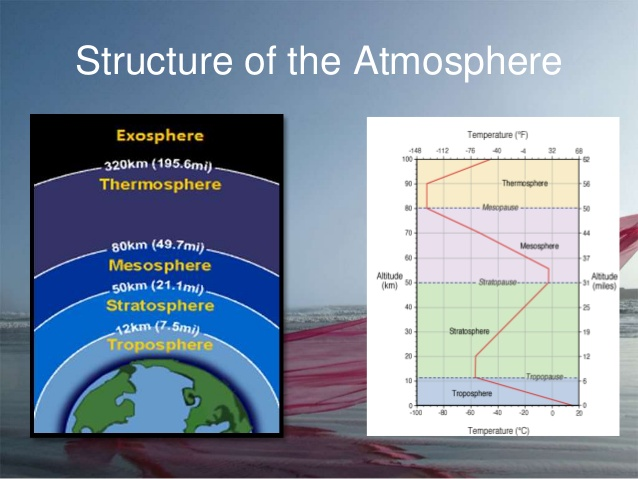 Structure of the Atmosphere
Exosphere
320km (195.6mi)
Thermosphere
80km (49.7mi)
Mesosphere
50km (21.1mi)
Stratosphere
12km (7.5mi)
Troposphere
Temperature (°F)
-148 -112 -76 -40 -4 32 68
100 62
90 Thermosphere 56
80 Mesopause 50
70 44
Mesosphere
60 37
Altitude (km)
Altitude (miles)
50 Stratopause 31
40 25
30 Stratosphere 19
20 12
Tropopause
10 6
Troposphere
0 0
-100 -80 -60 -40 -20 0 20
Temperature (°C)